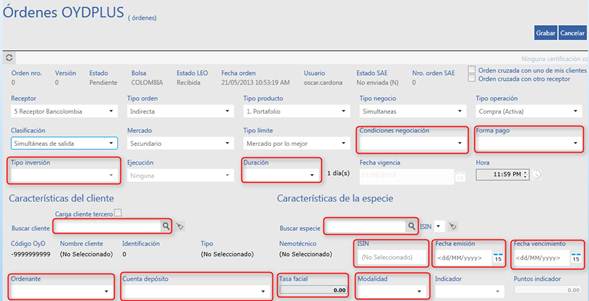 Órdenes OYDPLUS ( órdenes)
Grabar Cancelar
Ninguna certificación co
Orden nro. Versión Estado Bolsa Estado LEO Fecha orden Usuario Estado SAE Nro. orden SAE Orden cruzada con uno de mis clientes
0 0 Pendiente COLOMBIA Recibida 21/05/2013 10:53:19 AM oscar.cardona No enviada (N) 0 Orden cruzada con otro receptor
Receptor Tipo orden Tipo producto Tipo negocio Tipo operación
5 Receptor Bancolombia Indirecta 1. Portafolio Simultaneas Compra (Activa)
Clasificación Mercado Tipo límite Condiciones negociación Forma pago
Simultáneas de salida Secundario Mercado por lo mejor
Tipo inversión Ejecución Duración Fecha vigencia Hora
Ninguna 1 día(s) 11:59 PM
Características del cliente Características de la especie
Carga cliente tercero
Buscar cliente Buscar especie ISIN
Código OyD Nombre cliente Identificación Tipo Nemotécnico ISIN Fecha emisión Fecha vencimiento
-9999999999 (No Seleccionado) 0 (No Seleccionado) (No Seleccionado) (No Seleccionado) <dd/MM/yyyy> 15 <dd/MM/yyyy> 15
Ordenante Cuenta depósito Tasa facial Modalidad Indicador Puntos indicador
0.00 0.00